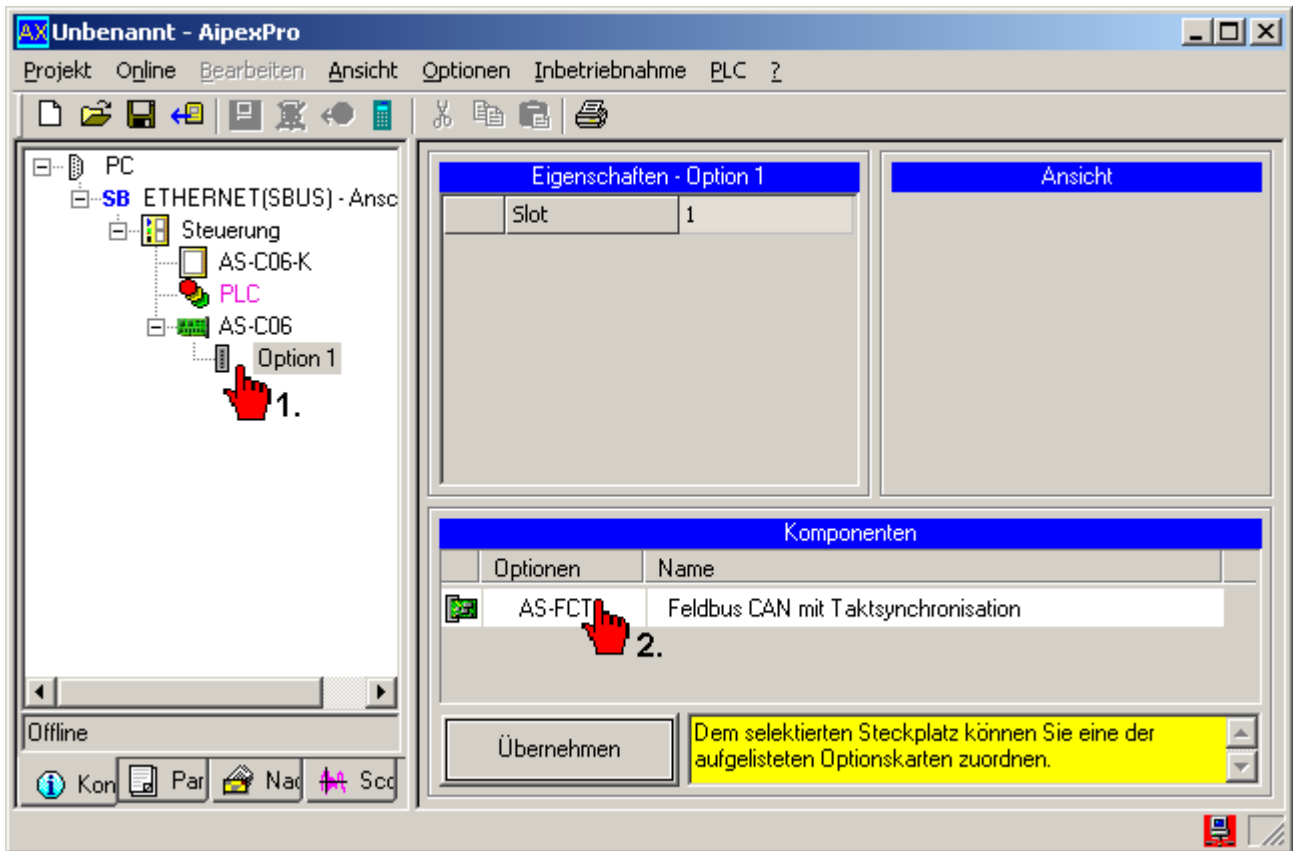 AX Unbenannt - AipexPro
Projekt Online Bearbeiten Ansicht Optionen Inbetriebnahme PLC ?
PC
SB ETHERNET(SBUS) - Ansc
Steuerung
AS-C06-K
PLC
AS-C06
Option 1
1.
Offline
Kon Par Nac Sco
Eigenschaften - Option 1
Slot 1
Ansicht
Komponenten
Optionen Name
AS-FCT Feldbus CAN mit Taktsynchronisation
2.
Übernehmen
Dem selektierten Steckplatz können Sie eine der
aufgelisteten Optionskarten zuordnen.